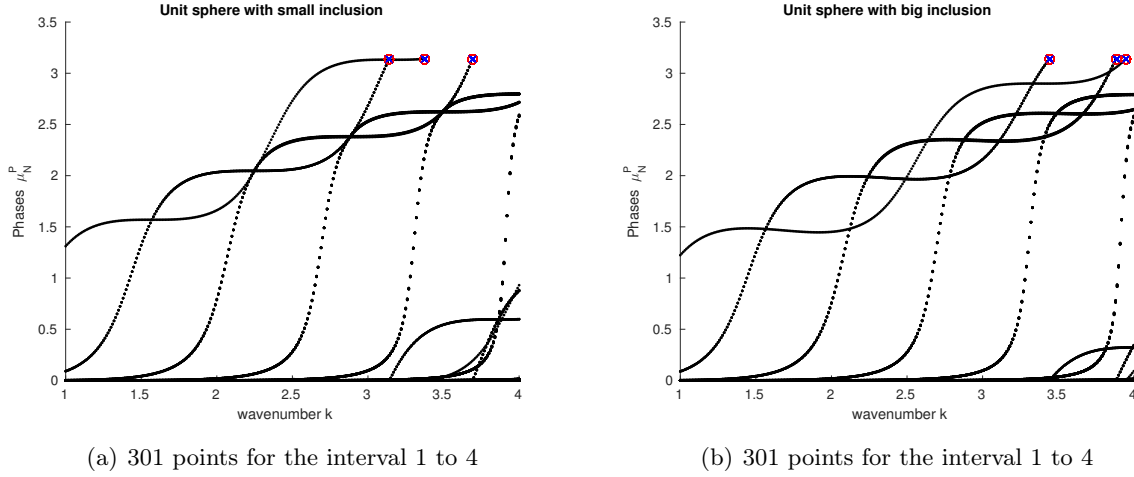 Unit sphere with small inclusion
3.5
3
2.5
2
1.5
1
0.5
0
Phases μ_N^P
1 1.5 2 2.5 3 3.5 4
wavenumber k
(a) 301 points for the interval 1 to 4
Unit sphere with big inclusion
3.5
3
2.5
2
1.5
1
0.5
0
Phases μ_N^P
1 1.5 2 2.5 3 3.5 4
wavenumber k
(b) 301 points for the interval 1 to 4